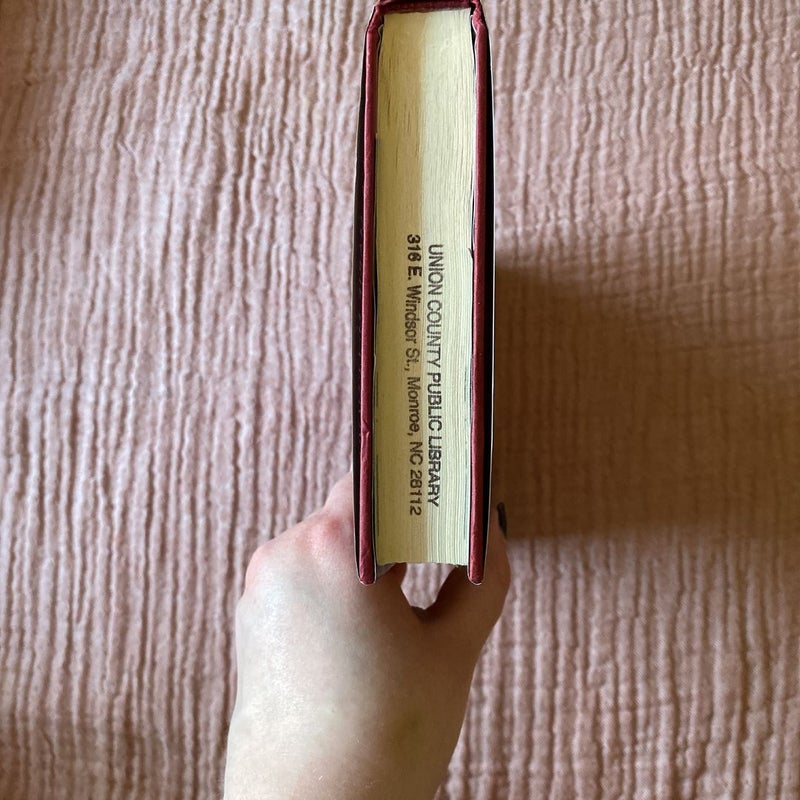 UNION COUNTY PUBLIC LIBRARY
316 E. Windsor St., Monroe, NC 28112